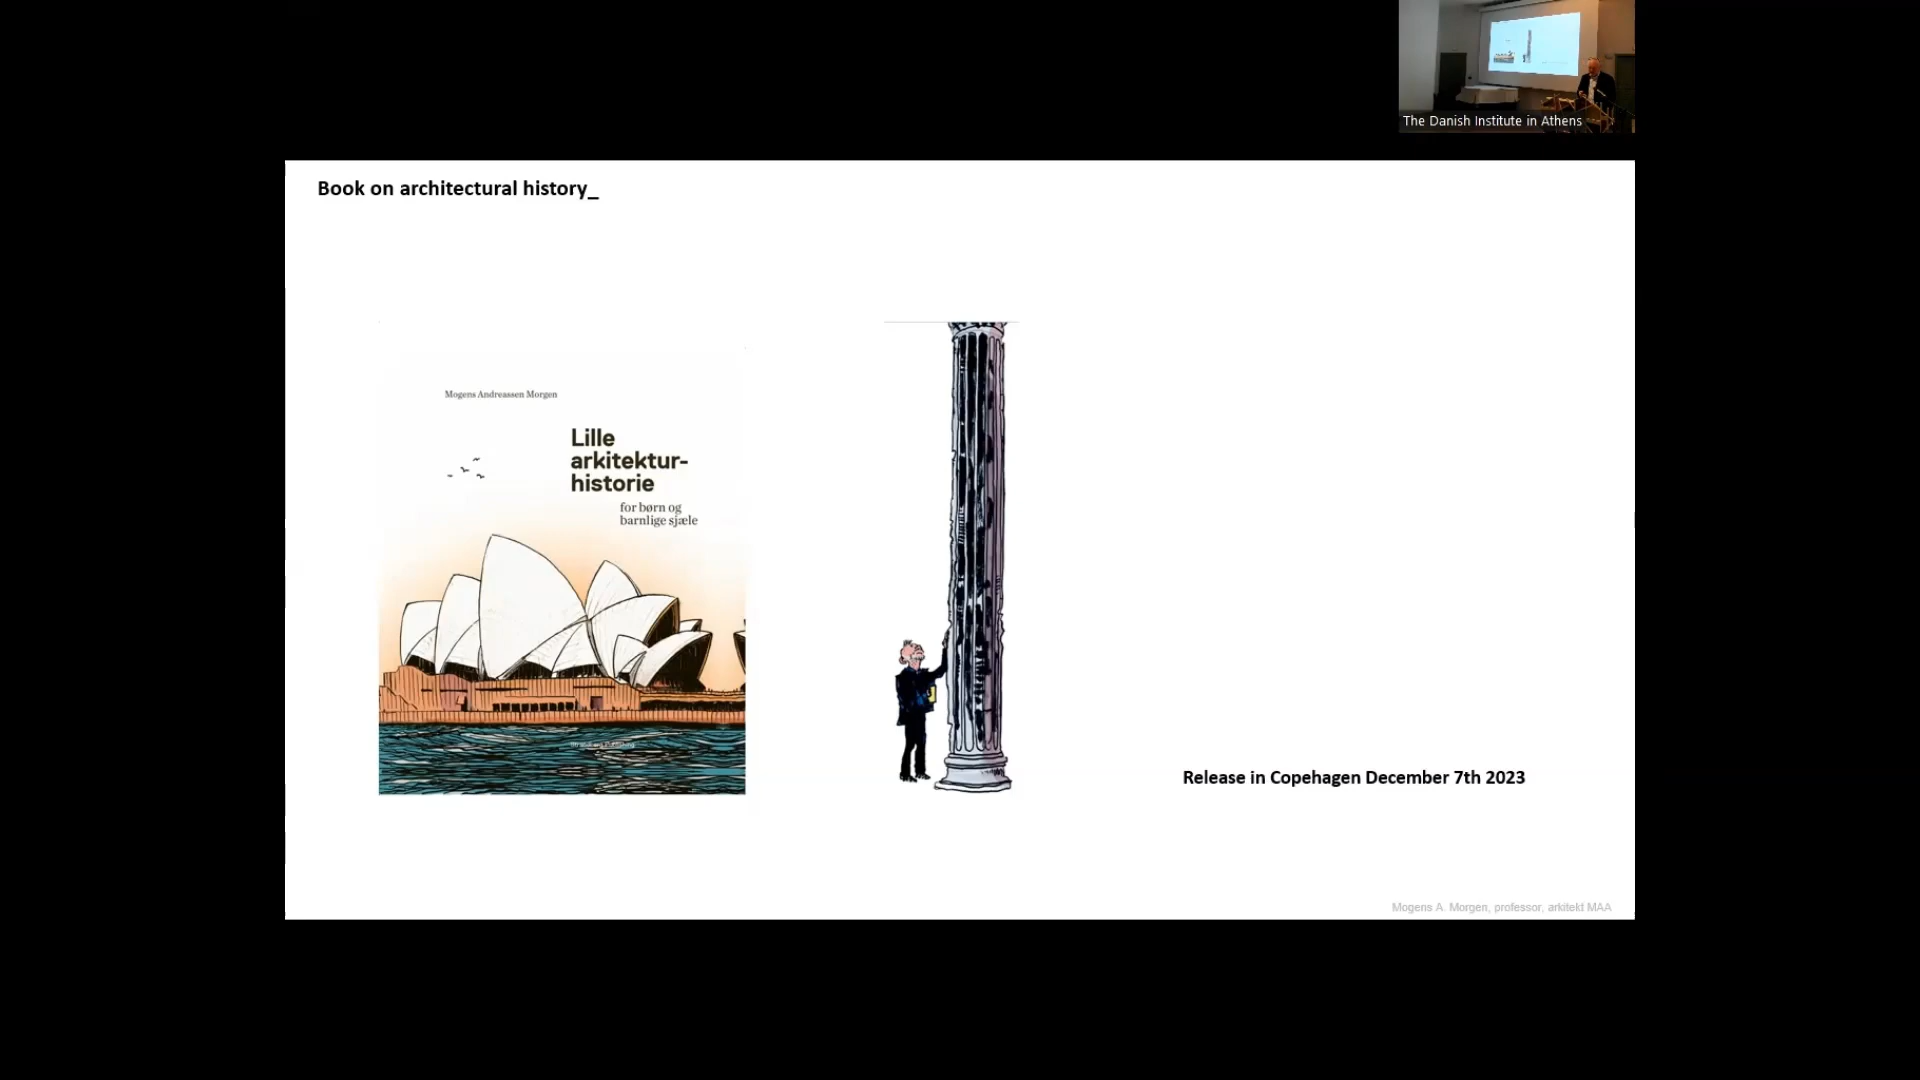 The Danish Institute in Athens
Book on architectural history_
Mogens Andreassen Morgen
Lille
arkitektur-
historie
for børn og
barnlige sjæle
Release in Copehagen December 7th 2023
Mogens A. Morgen, professor, arkitekt MAA